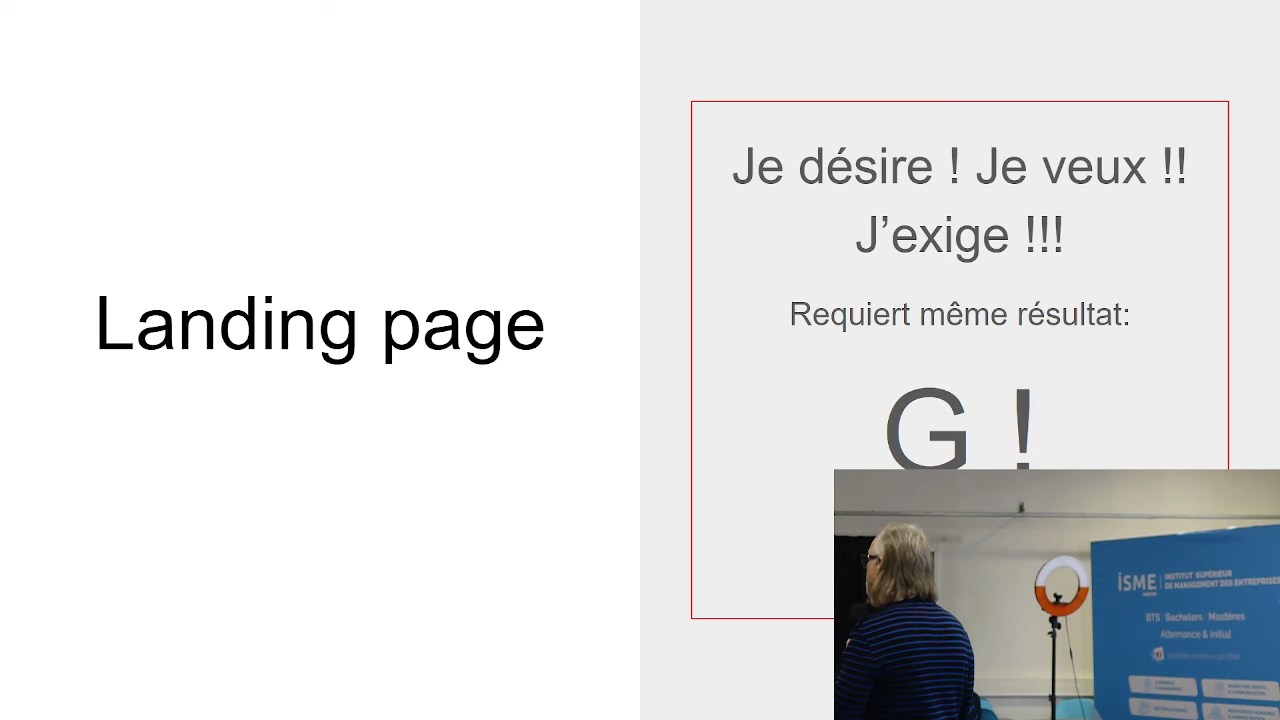 Landing page
Je désire ! Je veux !!
J’exige !!!
Requiert même résultat:
G !
iSME
INSTITUT SUPÉRIEUR
DE MANAGEMENT DES ENTREPRISES
BTS | Bachelors | Mastères
Alternance & initial